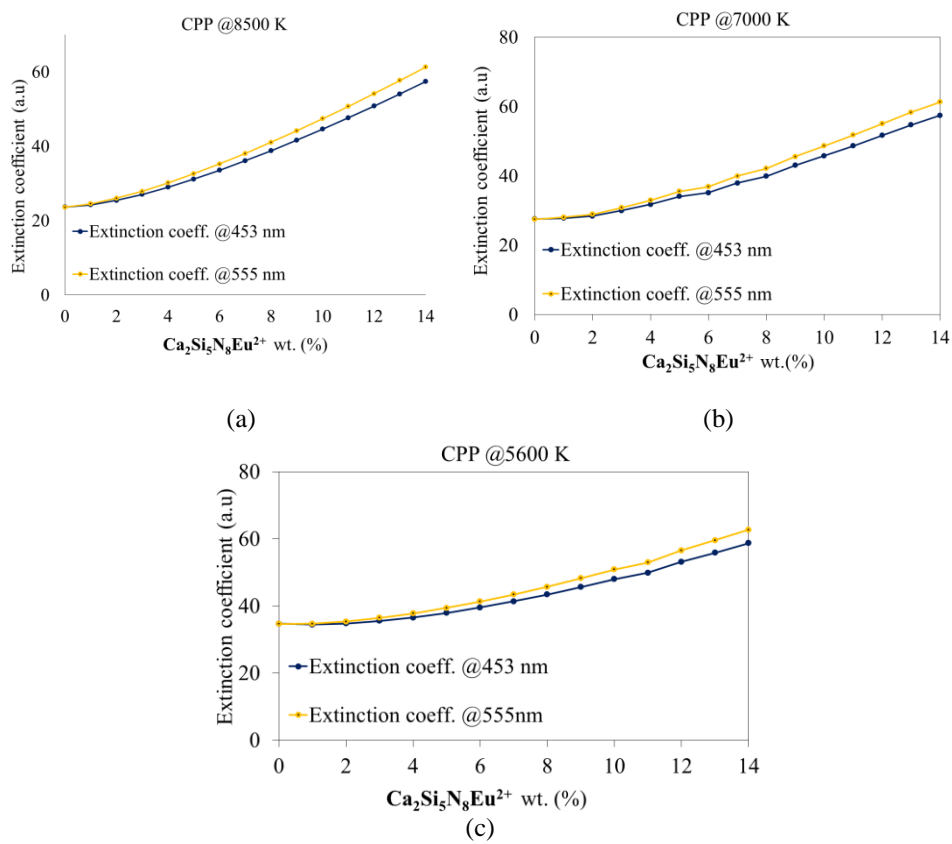 CPP @8500 K
Extinction coefficient (a.u)
60
40
20
0
Extinction coeff. @453 nm
Extinction coeff. @555 nm
0 2 4 6 8 10 12 14
Ca₂Si₅N₈Eu²⁺ wt. (%)
(a)
CPP @7000 K
Extinction coefficient (a.u)
80
60
40
20
0
Extinction coeff. @453 nm
Extinction coeff. @555 nm
0 2 4 6 8 10 12 14
Ca₂Si₅N₈Eu²⁺ wt.(%)
(b)
CPP @5600 K
Extinction coefficient (a.u)
80
60
40
20
0
Extinction coeff. @453 nm
Extinction coeff. @555nm
0 2 4 6 8 10 12 14
Ca₂Si₅N₈Eu²⁺ wt. (%)
(c)